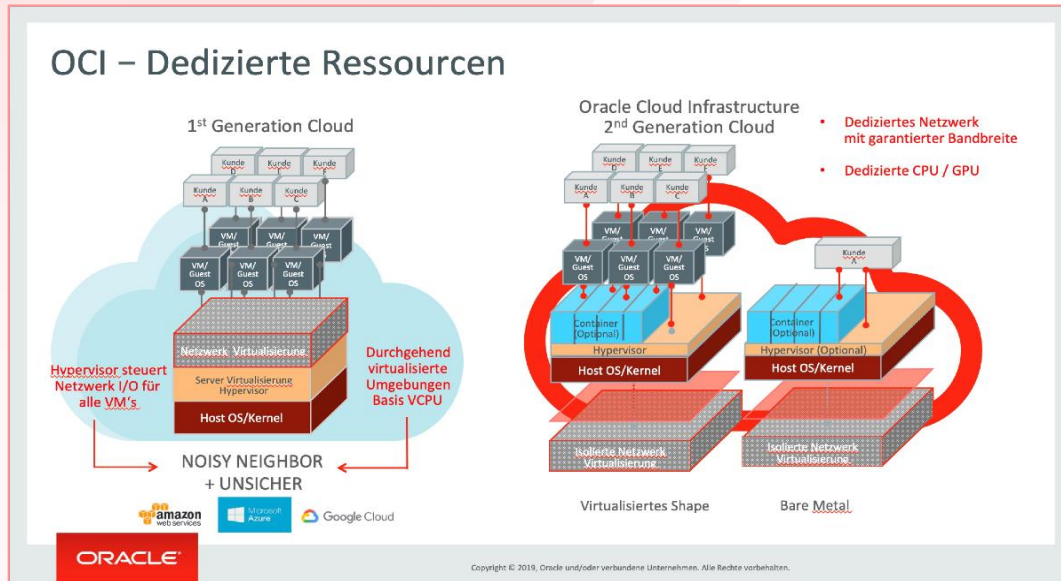 OCI – Dedizierte Ressourcen
1st Generation Cloud
Kunde
D
Kunde
E
Kunde
F
Kunde
A
Kunde
B
Kunde
C
VM/
Guest
VM/
Guest
VM/
Guest
VM/
Guest
OS
VM/
Guest
OS
VM/
Guest
OS
Netzwerk Virtualisierung
Server Virtualisierung
Hypervisor
Host OS/Kernel
Hypervisor steuert
Netzwerk I/O für
alle VM's
Durchgehend
virtualisierte
Umgebungen
Basis VCPU
NOISY NEIGHBOR
+ UNSICHER
amazon
web services
Microsoft
Azure
Google Cloud
Oracle Cloud Infrastructure
2nd Generation Cloud
Kunde
D
Kunde
E
Kunde
F
Kunde
A
Kunde
B
Kunde
C
VM/
Guest
VM/
Guest
VM/
Guest
VM/
Guest
OS
VM/
Guest
OS
VM/
Guest
OS
Container
(Optional)
Hypervisor
Host OS/Kernel
Isolierte Netzwerk
Virtualisierung
Virtualisiertes Shape
Kunde
A
Container
(Optional)
Hypervisor (Optional)
Host OS/Kernel
Isolierte Netzwerk
Virtualisierung
Bare Metal
• Dediziertes Netzwerk
mit garantierter Bandbreite
• Dedizierte CPU / GPU
ORACLE®
Copyright © 2019, Oracle und/oder verbundene Unternehmen. Alle Rechte vorbehalten.